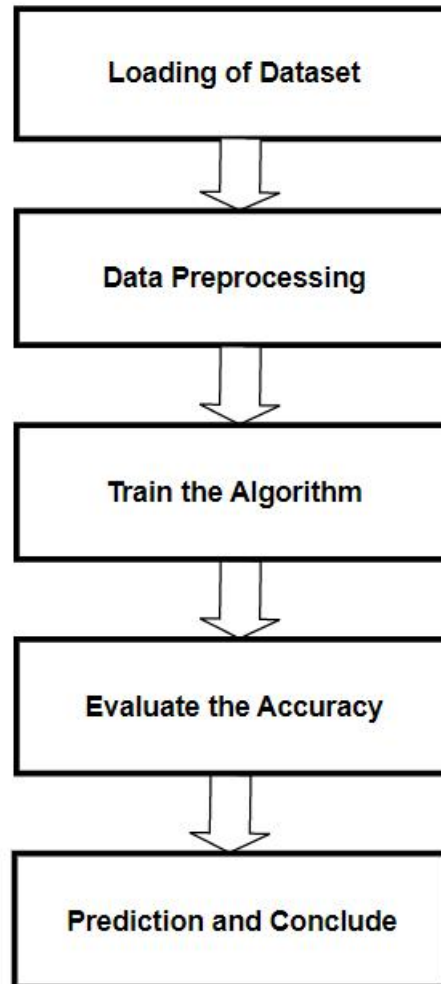 Loading of Dataset
Data Preprocessing
Train the Algorithm
Evaluate the Accuracy
Prediction and Conclude